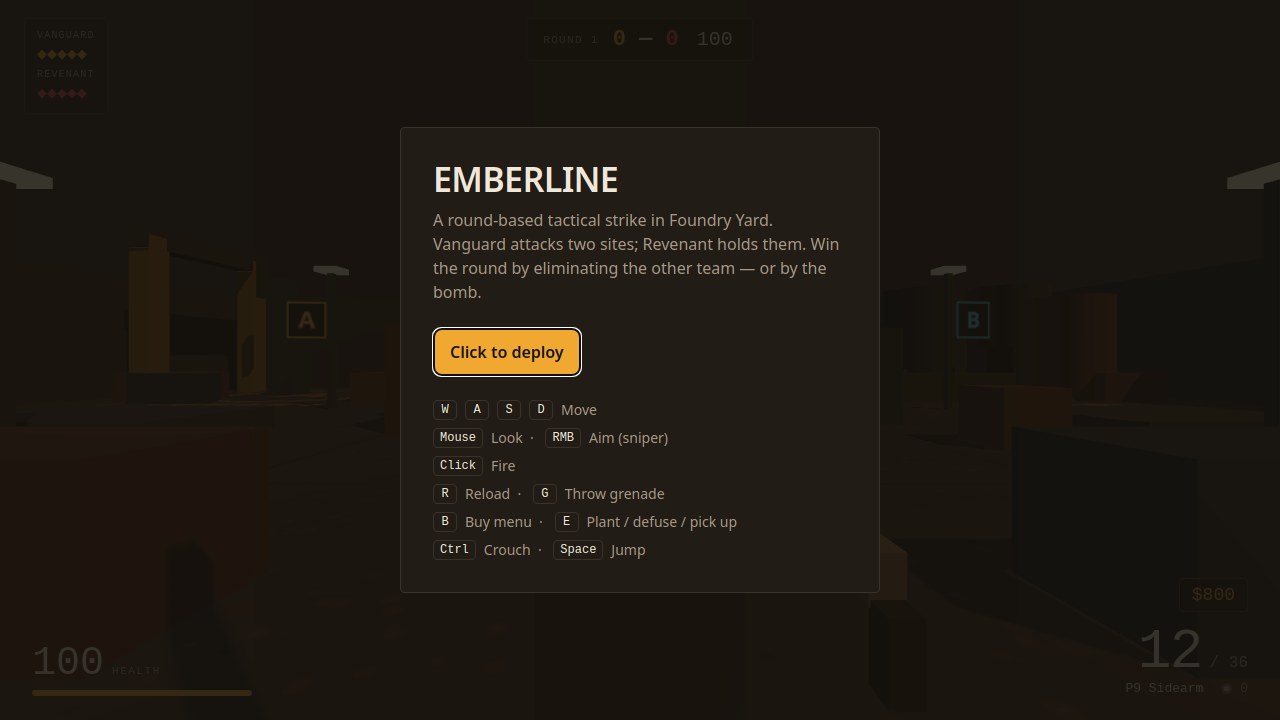 VANGUARD
◆◆◆◆◆
REVENANT
◆◆◆◆◆
ROUND 1 0 — 0 100
A
B
EMBERLINE
A round-based tactical strike in Foundry Yard.
Vanguard attacks two sites; Revenant holds them. Win
the round by eliminating the other team — or by the
bomb.
Click to deploy
W A S D Move
Mouse Look · RMB Aim (sniper)
Click Fire
R Reload · G Throw grenade
B Buy menu · E Plant / defuse / pick up
Ctrl Crouch · Space Jump
100 HEALTH
$800
12 / 36
P9 Sidearm ◉ 0